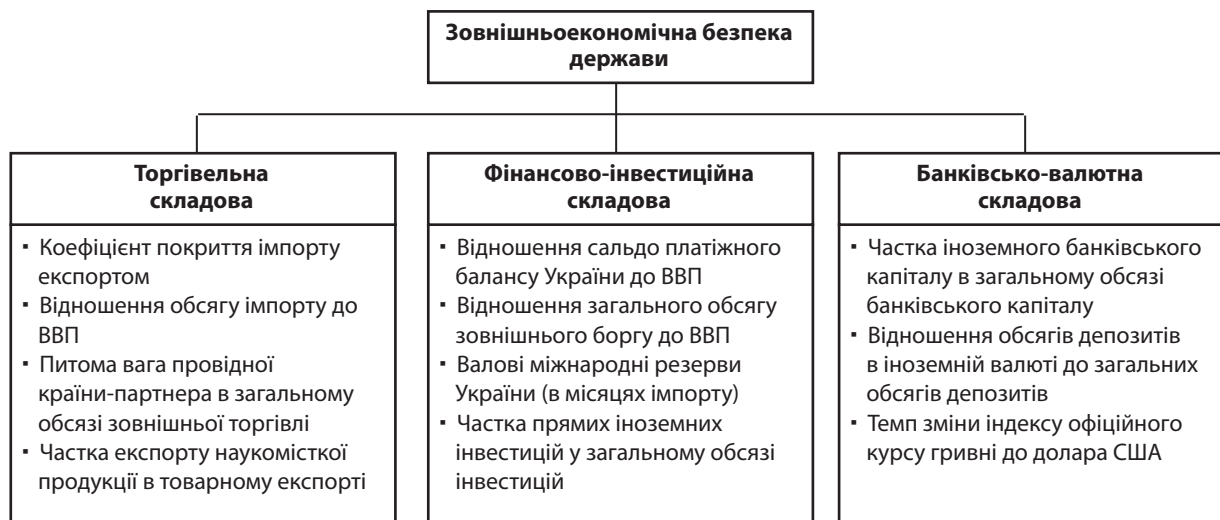 Зовнішньоекономічна безпека
держави
Торгівельна
складова
▪ Коефіцієнт покриття імпорту
експортом
▪ Відношення обсягу імпорту до
ВВП
▪ Питома вага провідної
країни-партнера в загальному
обсязі зовнішньої торгівлі
▪ Частка експорту наукомісткої
продукції в товарному експорті
Фінансово-інвестиційна
складова
▪ Відношення сальдо платіжного
балансу України до ВВП
▪ Відношення загального обсягу
зовнішнього боргу до ВВП
▪ Валові міжнародні резерви
України (в місяцях імпорту)
▪ Частка прямих іноземних
інвестицій у загальному обсязі
інвестицій
Банківсько-валютна
складова
▪ Частка іноземного банківського
капіталу в загальному обсязі
банківського капіталу
▪ Відношення обсягів депозитів
в іноземній валюті до загальних
обсягів депозитів
▪ Темп зміни індексу офіційного
курсу гривні до долара США